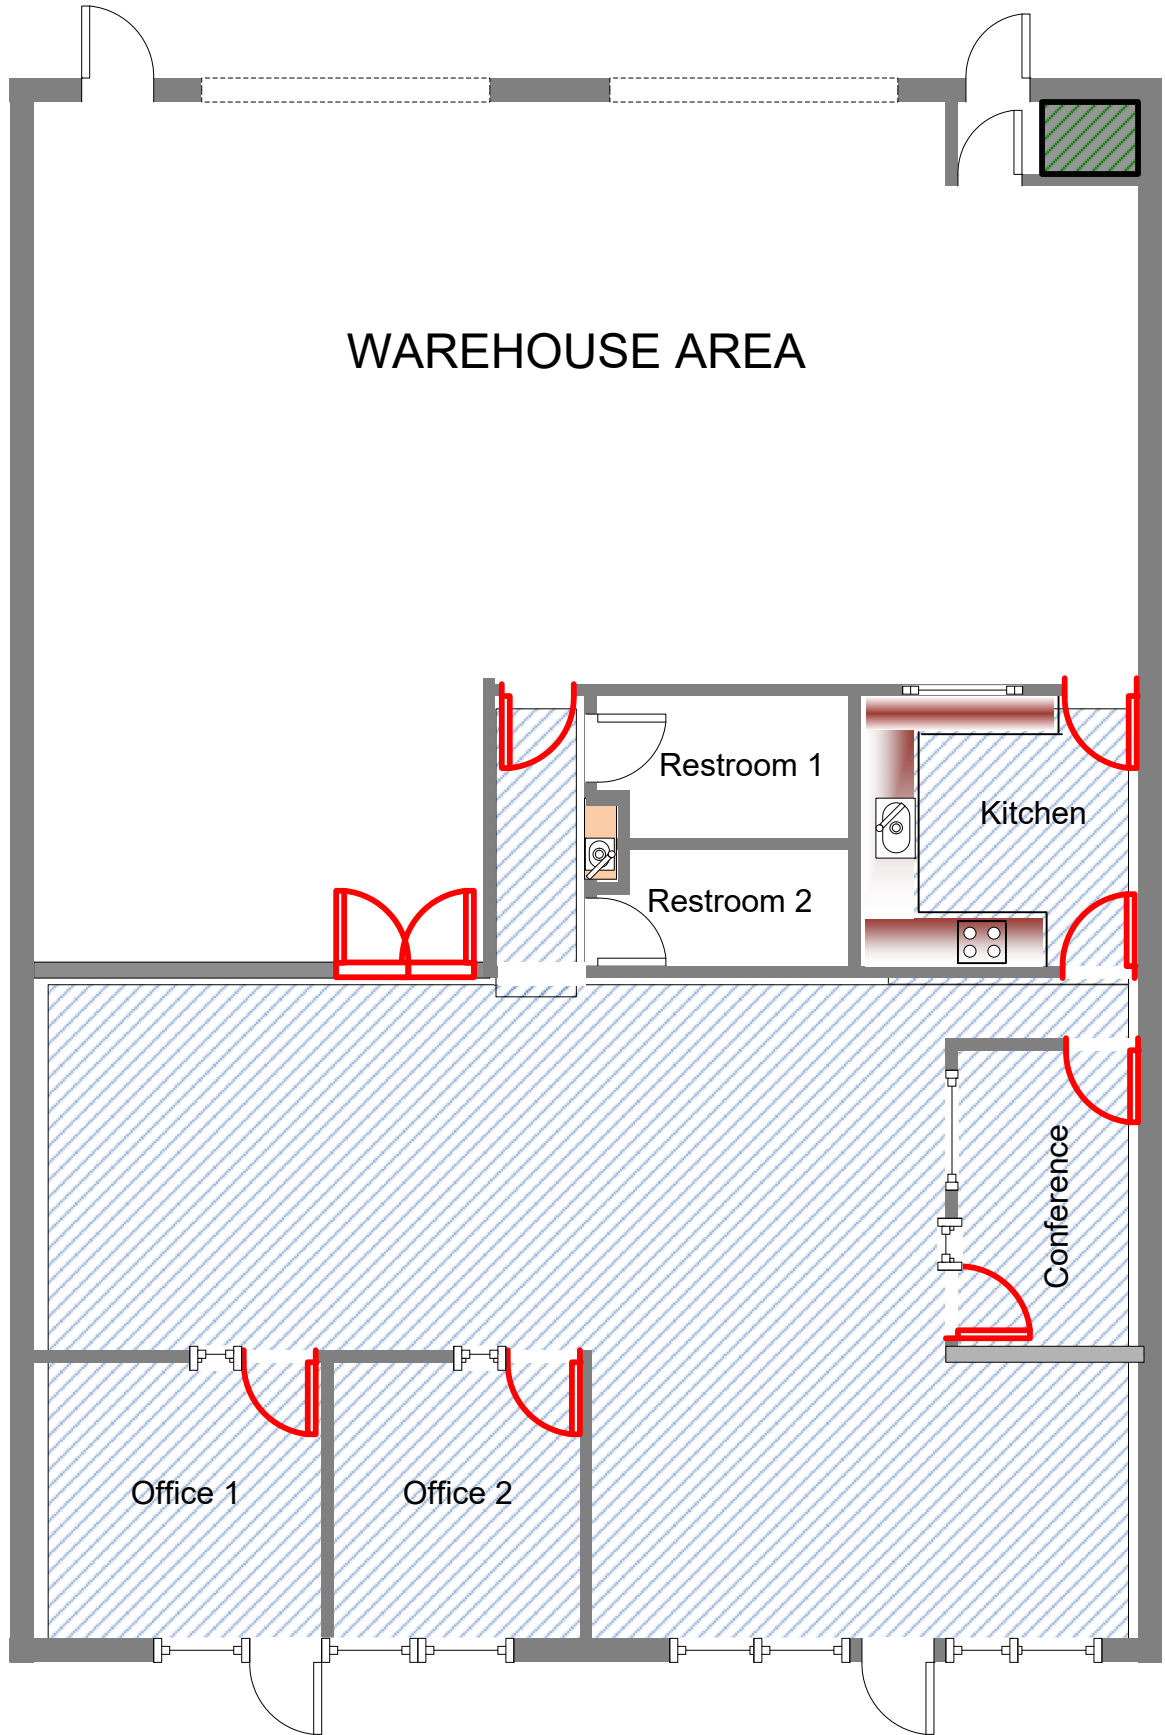 WAREHOUSE AREA
Restroom 1
Kitchen
Restroom 2
Conference
Office 1
Office 2